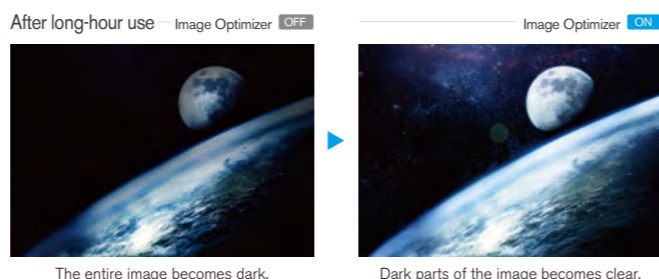 After long-hour use Image Optimizer OFF
Image Optimizer ON
The entire image becomes dark.
Dark parts of the image becomes clear.